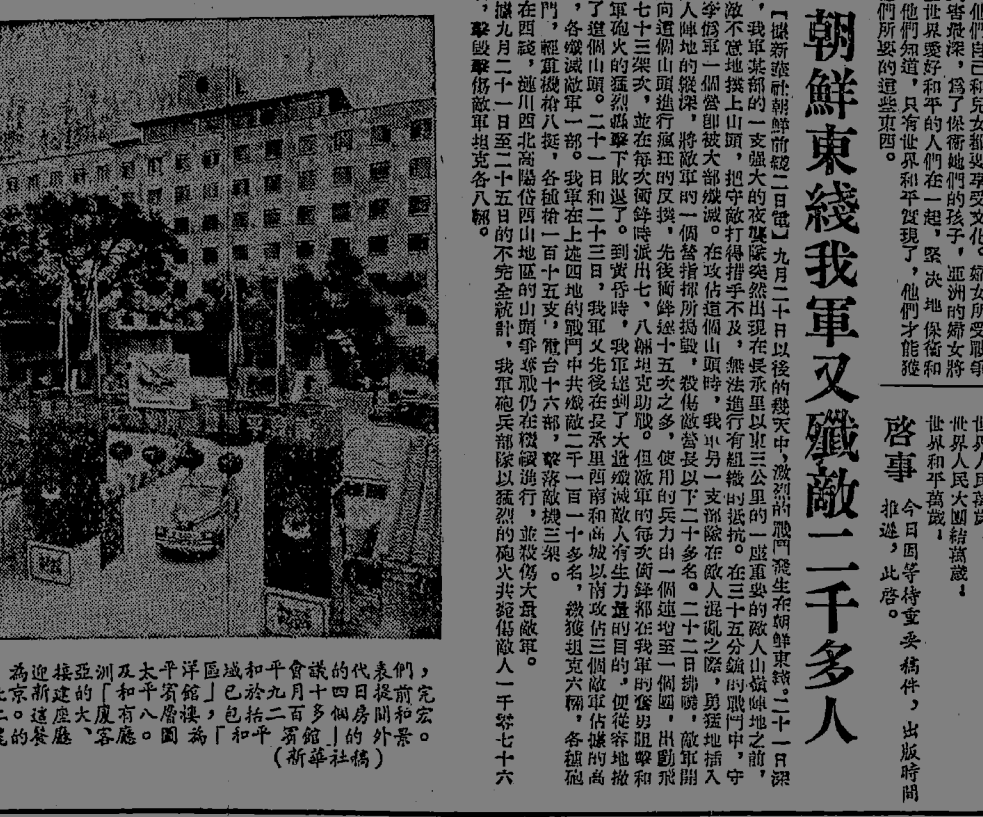 他們自己和兒女都要享受文化。婦女所受戰爭
害最深，爲了保衛她們的孩子，亞洲的婦女將
世界愛好和平的人們在一起，堅決地保衛和
他們知道，只有世界和平實現了，他們才能獲
們所要的這些東西。
世界人民萬歲
世界人民大團結萬歲！
世界和平萬歲！
啓事
今日因等待重要稿件，出版時間
推遲，此啓。
朝鮮東綫我軍又殲敵二千多人
【據新華社朝鮮前綫二日電】九月二十日以後的幾天中，激烈的戰鬥發生在朝鮮東綫。二十一日深
，我軍某部的一支强大的夜襲隊突然出現在長承里以東三公里的一座重要的敵人山嶺陣地之前，
敵不意地撲上山頭，把守敵打得措手不及，無法進行有組織的抵抗。在三十五分鐘的戰鬥中，守
李僞軍一個營即被大部殲滅。在攻佔這個山頭時，我軍另一支部隊在敵人混亂之際，勇猛地插入
人陣地的縱深，將敵軍的一個營指揮所搗毀，殺傷敵營長以下二十多名。二十二日拂曉，敵軍開
向這個山頭進行瘋狂的反撲，先後衝鋒達十五次之多，使用的兵力由一個連增至一個團，出動飛
七十三架次，並在每次衝鋒時派出七、八輛坦克助戰。但敵軍的每次衝鋒都在我軍的奮勇阻擊和
軍砲火的猛烈轟擊下敗退了。到黃昏時，我軍達到了大量殲滅敵人有生力量的目的，便從容地撤
了這個山頭。二十一日和二十三日，我軍又先後在長承里西南和高城以南攻佔三個敵軍佔據的高
，各殲滅敵軍一部。我軍在上述四地的戰鬥中共殲敵二千一百一十多名，繳獲坦克六輛，各種砲
門，輕重機槍八挺，各種槍一百十五支，電台十六部，擊落敵機三架。
在西綫，漣川西北高陽岱西山地區的山頭爭奪戰仍在繼續進行，並殺傷大量敵軍。
據九月二十一日至二十五日的不完全統計，我軍砲兵部隊以猛烈的砲火共斃傷敵人一千零七十六
，擊毀擊傷敵軍坦克各八輛。
為迎接亞洲及太平洋區域和平會議的代表們，
北京新建的「和平賓館」已於九月十四日提前完
工。這座大廈有八層樓，包括二百多個房間和宏
麗的餐廳、客廳。圖為「和平賓館」的外景。
（新華社稿）